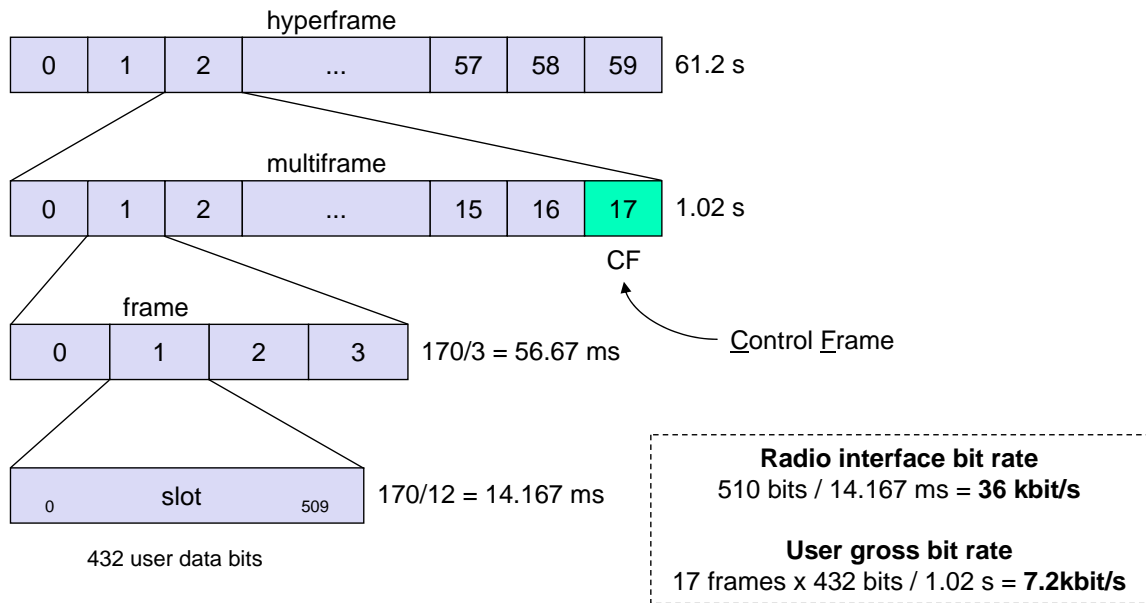 hyperframe
0 1 2 ... 57 58 59 61.2 s
multiframe
0 1 2 ... 15 16 17 1.02 s
CF
frame
0 1 2 3 170/3 = 56.67 ms
Control Frame
slot
0 509 170/12 = 14.167 ms
432 user data bits
Radio interface bit rate
510 bits / 14.167 ms = 36 kbit/s
User gross bit rate
17 frames x 432 bits / 1.02 s = 7.2kbit/s